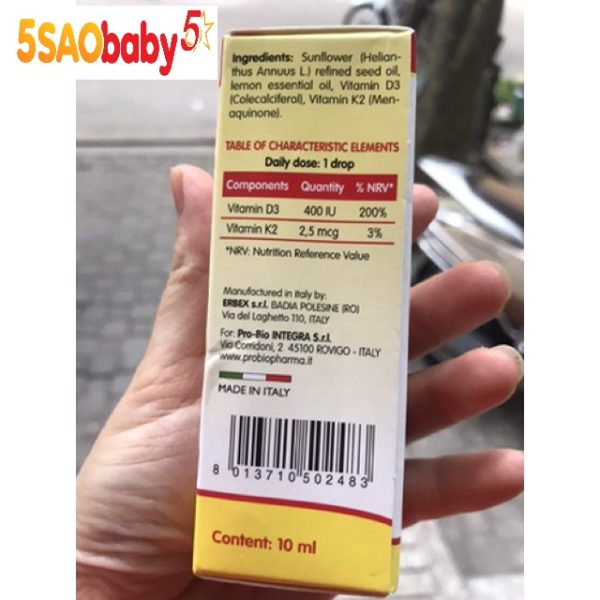 5SAObaby 5
Ingredients: Sunflower (Helian-
thus Annuus L.) refined seed oil,
lemon essential oil, Vitamin D3
(Colecalciferol), Vitamin K2 (Men-
aquinone).
TABLE OF CHARACTERISTIC ELEMENTS
Daily dose: 1 drop
Components Quantity % NRV*
Vitamin D3 400 IU 200%
Vitamin K2 2,5 mcg 3%
*NRV: Nutrition Reference Value
Manufactured in Italy by:
ERBEX s.r.l. BADIA POLESINE (RO)
Via del Laghetto 110, ITALY
For: Pro-Bio INTEGRA S.r.l.
Via Corridoni, 2 45100 ROVIGO - ITALY
www.probiopharma.it
MADE IN ITALY
8 013710 502483
Content: 10 ml